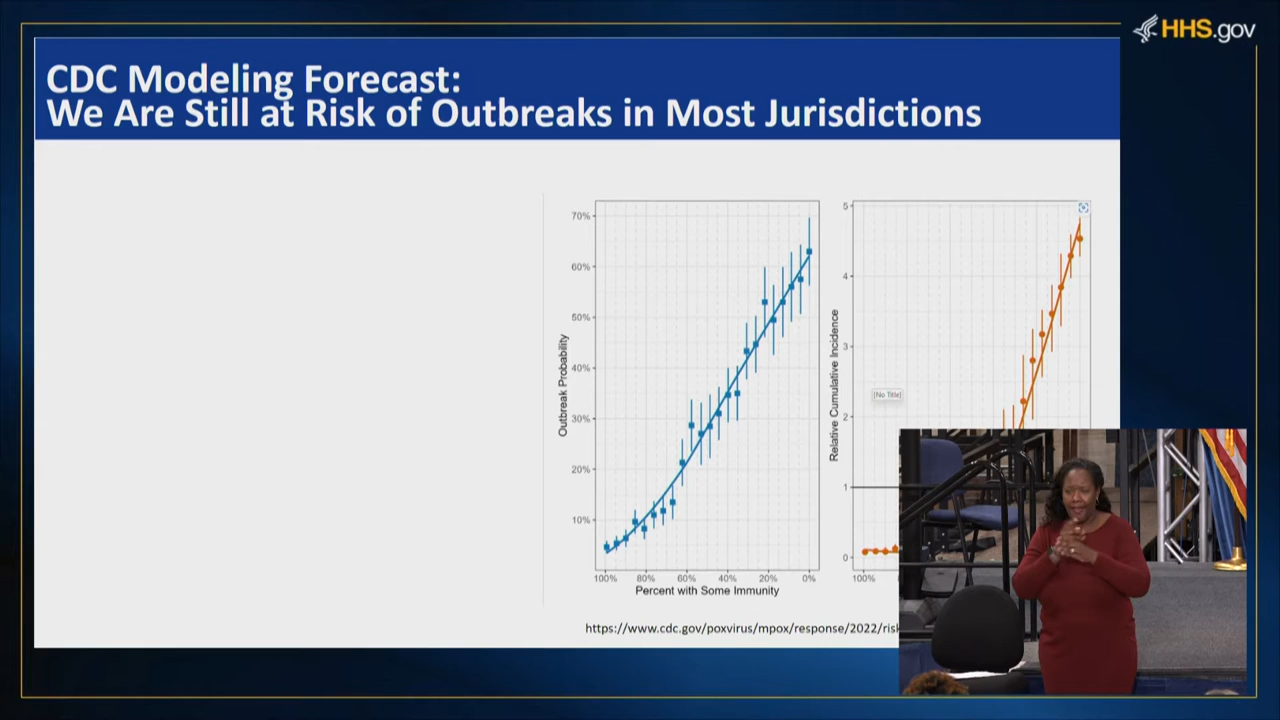 HHS.gov
CDC Modeling Forecast:
We Are Still at Risk of Outbreaks in Most Jurisdictions
70%
60%
50%
40%
30%
20%
10%
Outbreak Probability
100% 80% 60% 40% 20% 0%
Percent with Some Immunity
5
4
3
2
1
0
Relative Cumulative Incidence
[No Title]
100%
https://www.cdc.gov/poxvirus/mpox/response/2022/risk